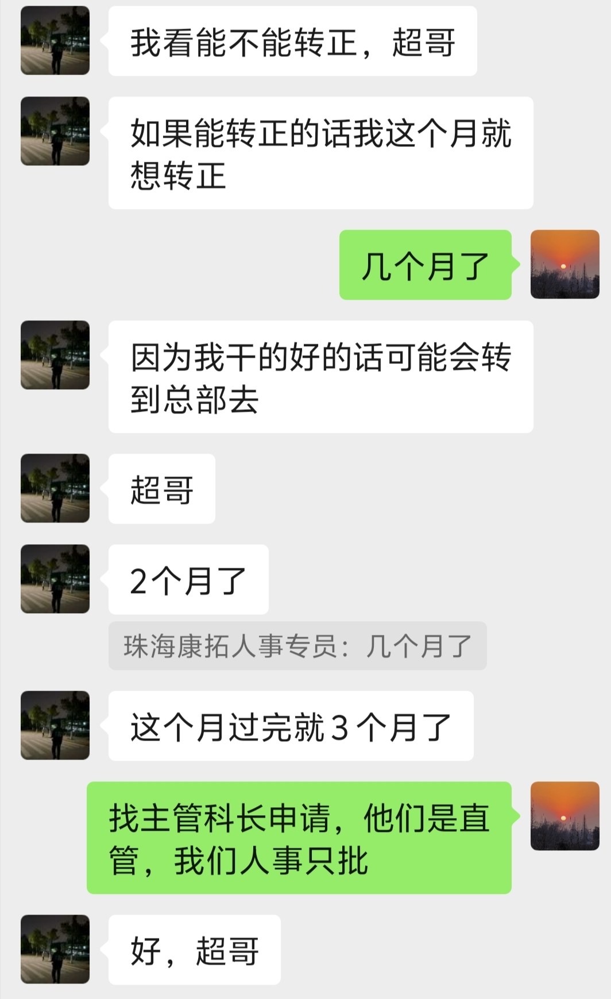 我看能不能转正，超哥
如果能转正的话我这个月就
想转正
几个月了
因为我干的好的话可能会转
到总部去
超哥
2个月了
珠海康拓人事专员：几个月了
这个月过完就3个月了
找主管科长申请，他们是直
管，我们人事只批
好，超哥